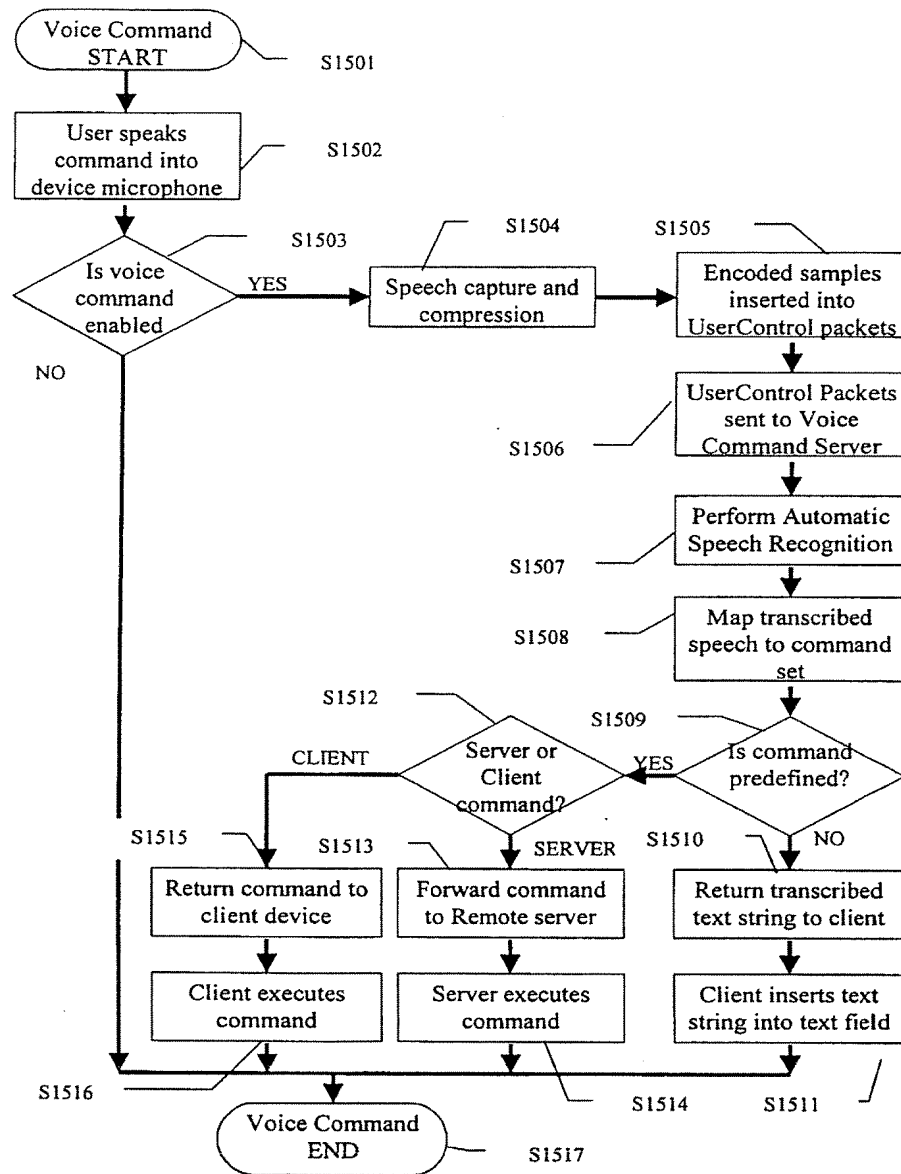 Voice Command
START
S1501
User speaks
command into
device microphone
S1502
S1503
Is voice
command
enabled
YES
NO
S1504
Speech capture and
compression
S1505
Encoded samples
inserted into
UserControl packets
UserControl Packets
sent to Voice
Command Server
S1506
Perform Automatic
Speech Recognition
S1507
Map transcribed
speech to command
set
S1508
S1509
Is command
predefined?
YES
NO
S1512
Server or
Client
command?
CLIENT
SERVER
S1515
Return command to
client device
S1513
Forward command
to Remote server
S1510
Return transcribed
text string to client
Client executes
command
Server executes
command
Client inserts text
string into text field
S1516
S1514
S1511
Voice Command
END
S1517